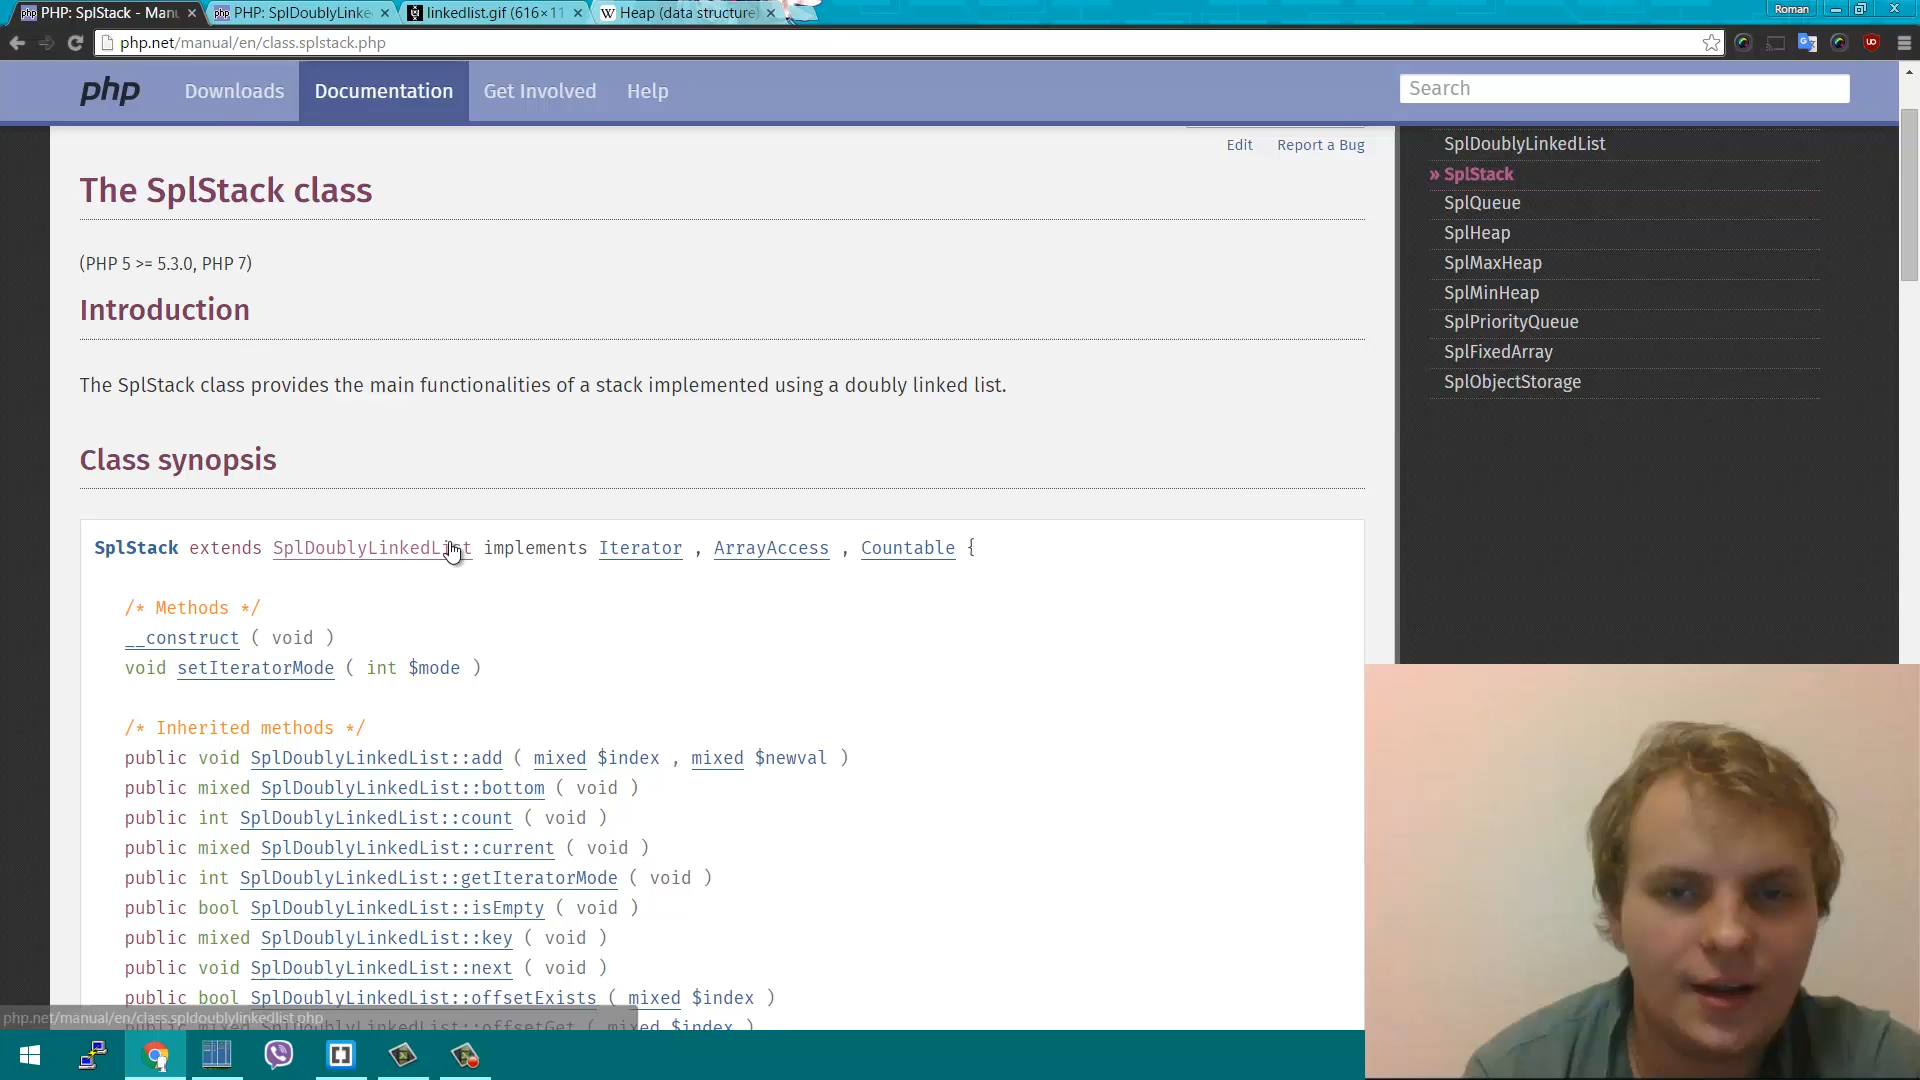 PHP: SplStack - Manu
PHP: SplDoublyLinke
linkedlist.gif (616×11
W Heap (data structure)
Roman
php.net/manual/en/class.splstack.php
php
Downloads
Documentation
Get Involved
Help
Search
Edit
Report a Bug
The SplStack class
(PHP 5 >= 5.3.0, PHP 7)
Introduction
The SplStack class provides the main functionalities of a stack implemented using a doubly linked list.
Class synopsis
SplStack extends SplDoublyLinkedList implements Iterator , ArrayAccess , Countable {
/* Methods */
__construct ( void )
void setIteratorMode ( int $mode )
/* Inherited methods */
public void SplDoublyLinkedList::add ( mixed $index , mixed $newval )
public mixed SplDoublyLinkedList::bottom ( void )
public int SplDoublyLinkedList::count ( void )
public mixed SplDoublyLinkedList::current ( void )
public int SplDoublyLinkedList::getIteratorMode ( void )
public bool SplDoublyLinkedList::isEmpty ( void )
public mixed SplDoublyLinkedList::key ( void )
public void SplDoublyLinkedList::next ( void )
public bool SplDoublyLinkedList::offsetExists ( mixed $index )
public mixed SplDoublyLinkedList::offsetGet ( mixed $index )
php.net/manual/en/class.spldoublylinkedlist.php
SplDoublyLinkedList
» SplStack
SplQueue
SplHeap
SplMaxHeap
SplMinHeap
SplPriorityQueue
SplFixedArray
SplObjectStorage